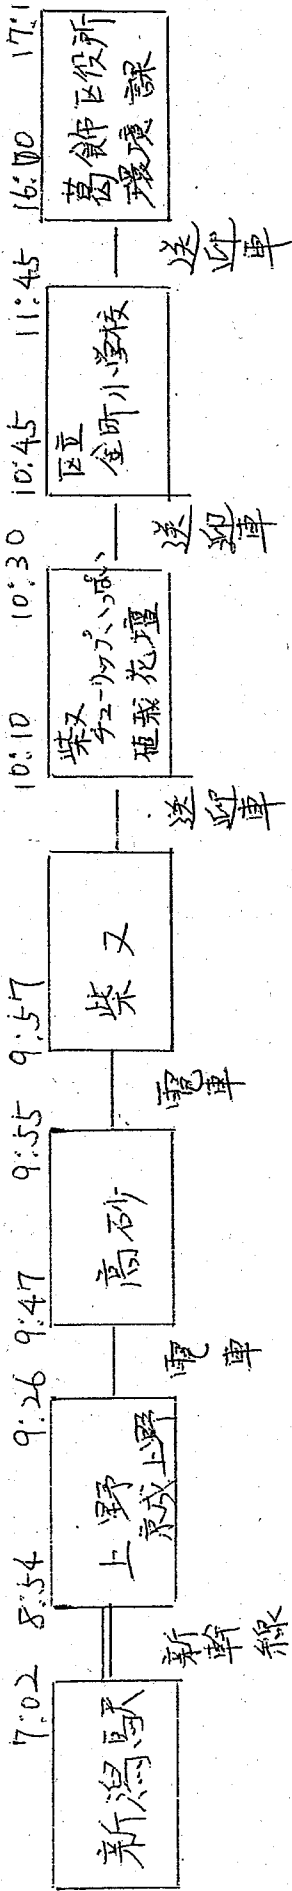 7:02
8:54
9:26
9:47
9:55
9:57
10:10
10:30
10:45
11:45
16:00
新潟駅
新幹線
上野
京成上野
電車
高砂
電車
柴又
送迎車
柴又
チューリップいっぱい
植栽花壇
送迎車
区立
金町小学校
送迎車
葛飾区役所
環境課